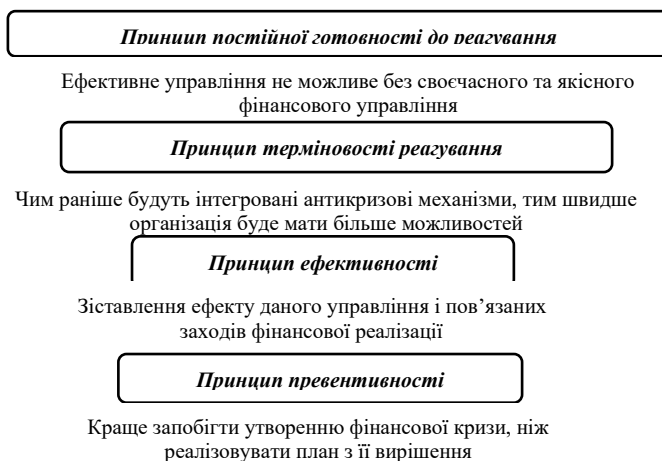 Принцип постійної готовності до реагування
Ефективне управління не можливе без своєчасного та якісного
фінансового управління
Принцип терміновості реагування
Чим раніше будуть інтегровані антикризові механізми, тим швидше
організація буде мати більше можливостей
Принцип ефективності
Зіставлення ефекту даного управління і пов’язаних
заходів фінансової реалізації
Принцип превентивності
Краще запобігти утворенню фінансової кризи, ніж
реалізовувати план з її вирішення